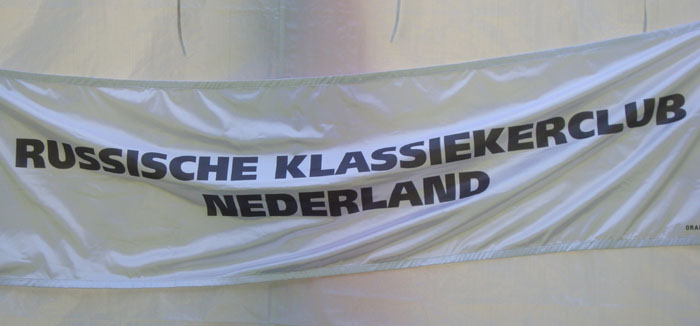 RUSSISCHE KLASSIEKERCLUB
NEDERLAND